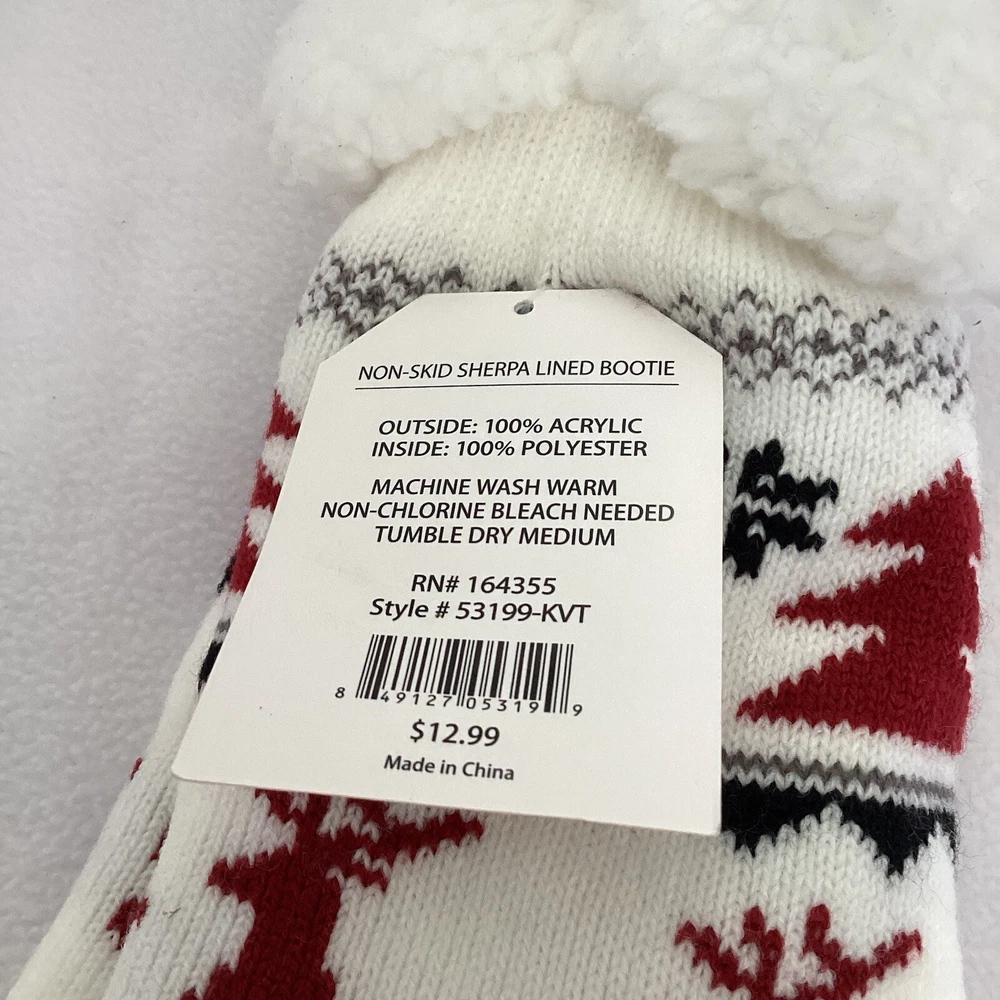 NON-SKID SHERPA LINED BOOTIE
OUTSIDE: 100% ACRYLIC
INSIDE: 100% POLYESTER
MACHINE WASH WARM
NON-CHLORINE BLEACH NEEDED
TUMBLE DRY MEDIUM
RN# 164355
Style # 53199-KVT
8 49127 05319 9
$12.99
Made in China